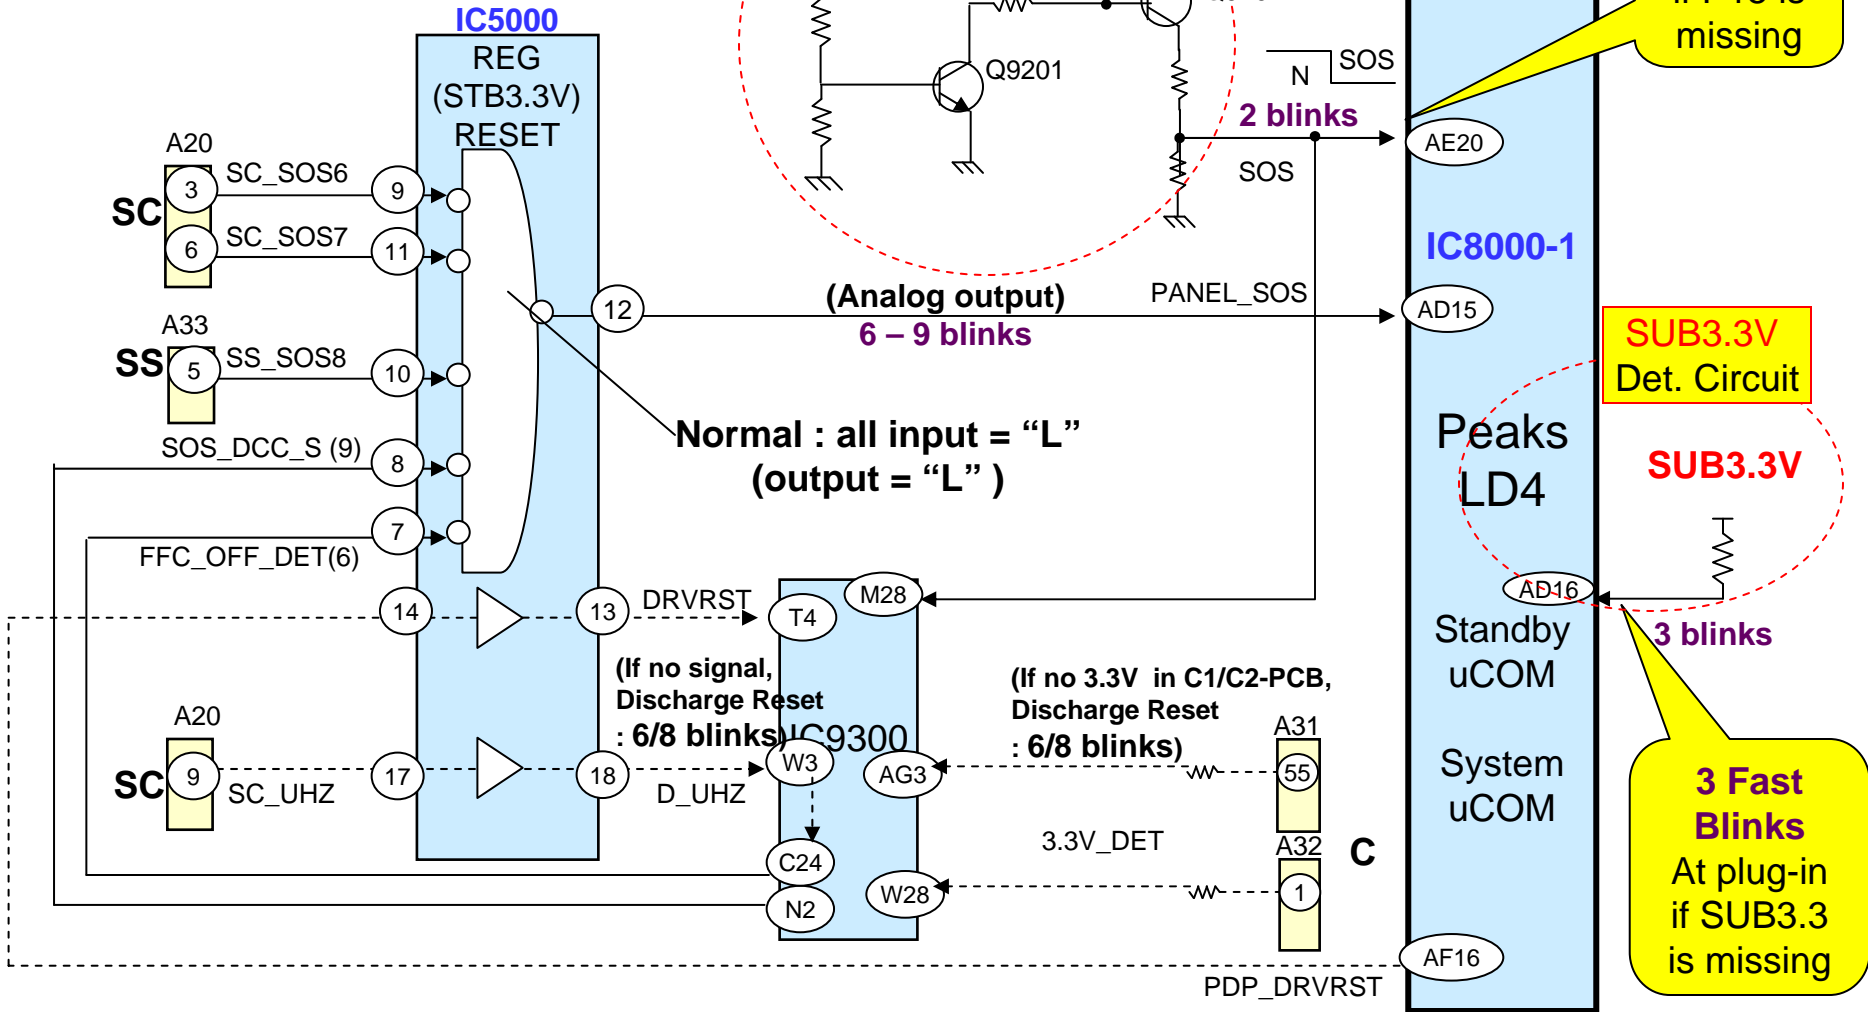 IC5000
REG
(STB3.3V)
RESET
A20
SC
3
SC_SOS6
9
6
SC_SOS7
11
A33
SS
5
SS_SOS8
10
SOS_DCC_S (9)
8
7
FFC_OFF_DET(6)
14
13
DRVRST
A20
SC
9
SC_UHZ
17
18
D_UHZ
12
Q9201
N
SOS
2 blinks
SOS
(Analog output)
6 – 9 blinks
PANEL_SOS
Normal : all input = “L”
(output = “L” )
(If no signal,
Discharge Reset
: 6/8 blinks)
IC9300
T4
M28
W3
AG3
C24
N2
W28
(If no 3.3V in C1/C2-PCB,
Discharge Reset
: 6/8 blinks)
A31
55
3.3V_DET
A32
1
C
PDP_DRVRST
AE20
IC8000-1
AD15
Peaks
LD4
AD16
Standby
uCOM
System
uCOM
AF16
missing
SUB3.3V
Det. Circuit
SUB3.3V
3 blinks
3 Fast
Blinks
At plug-in
if SUB3.3
is missing